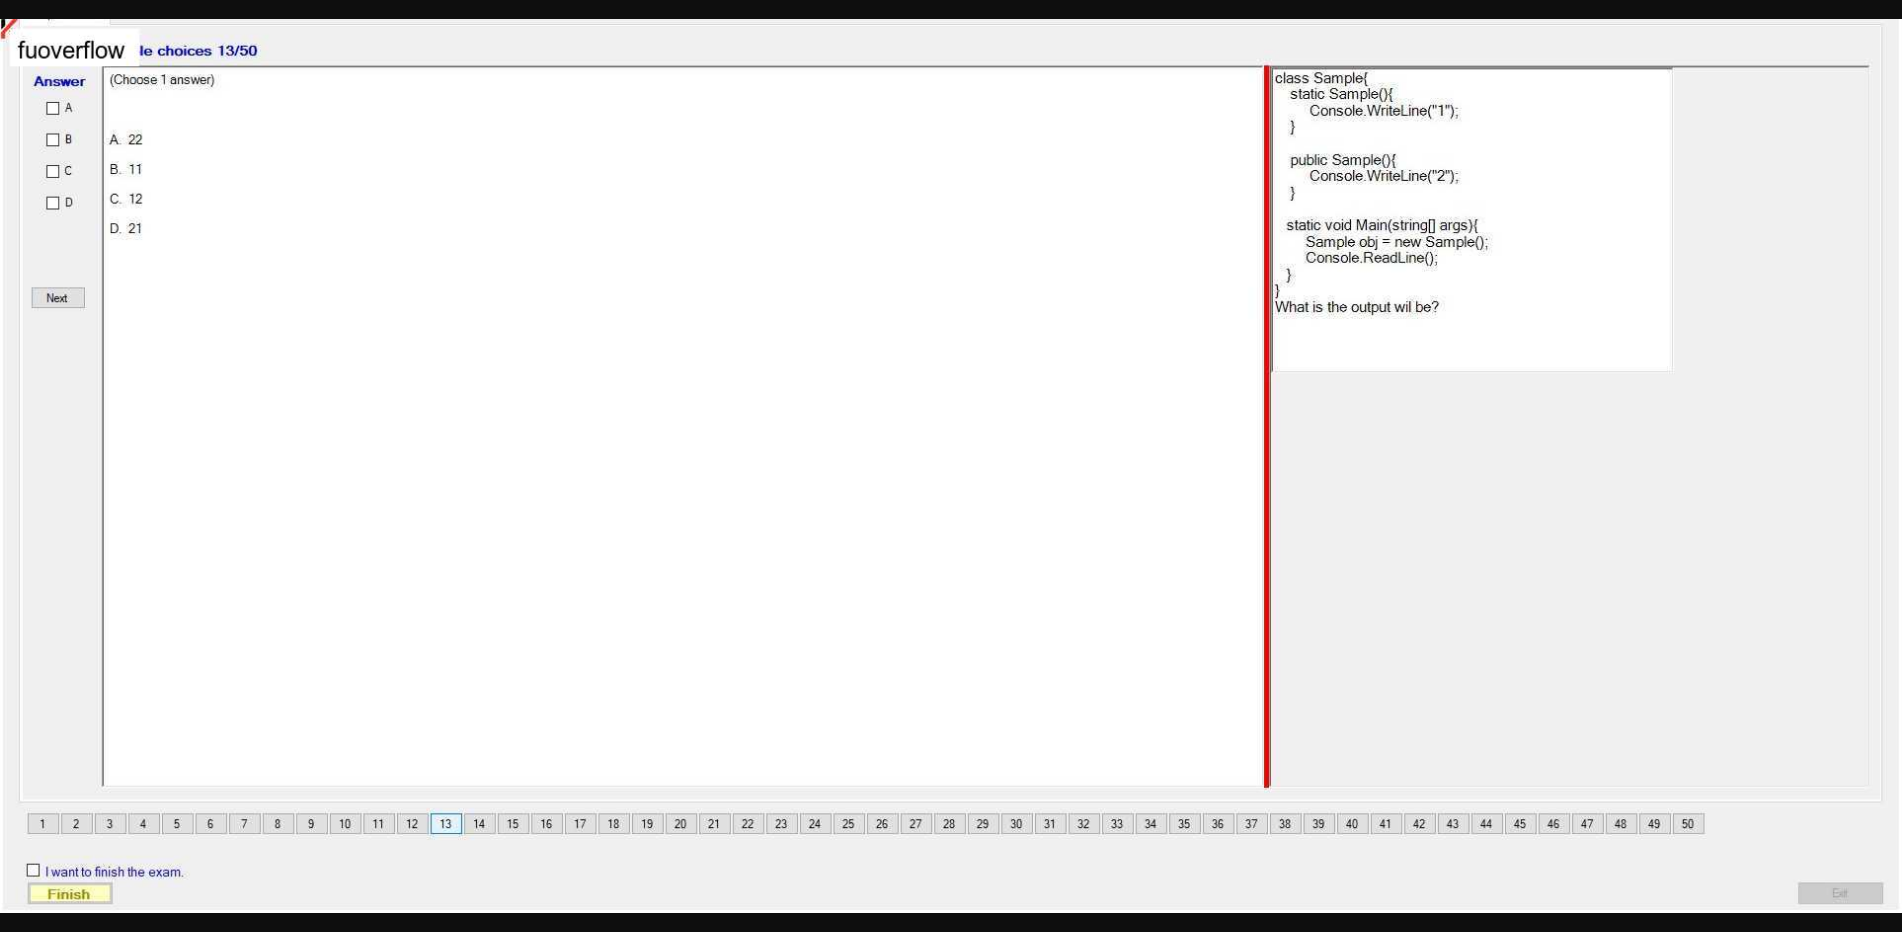 fuoverflow
le choices 13/50
Answer
(Choose 1 answer)
A
B
C
D
A. 22
B. 11
C. 12
D. 21
Next
class Sample{
static Sample(){
Console.WriteLine("1");
}
public Sample(){
Console.WriteLine("2");
}
static void Main(string[] args){
Sample obj = new Sample();
Console.ReadLine();
}
}
What is the output wil be?
1 2 3 4 5 6 7 8 9 10 11 12 13 14 15 16 17 18 19 20 21 22 23 24 25 26 27 28 29 30 31 32 33 34 35 36 37 38 39 40 41 42 43 44 45 46 47 48 49 50
I want to finish the exam.
Finish
Exit